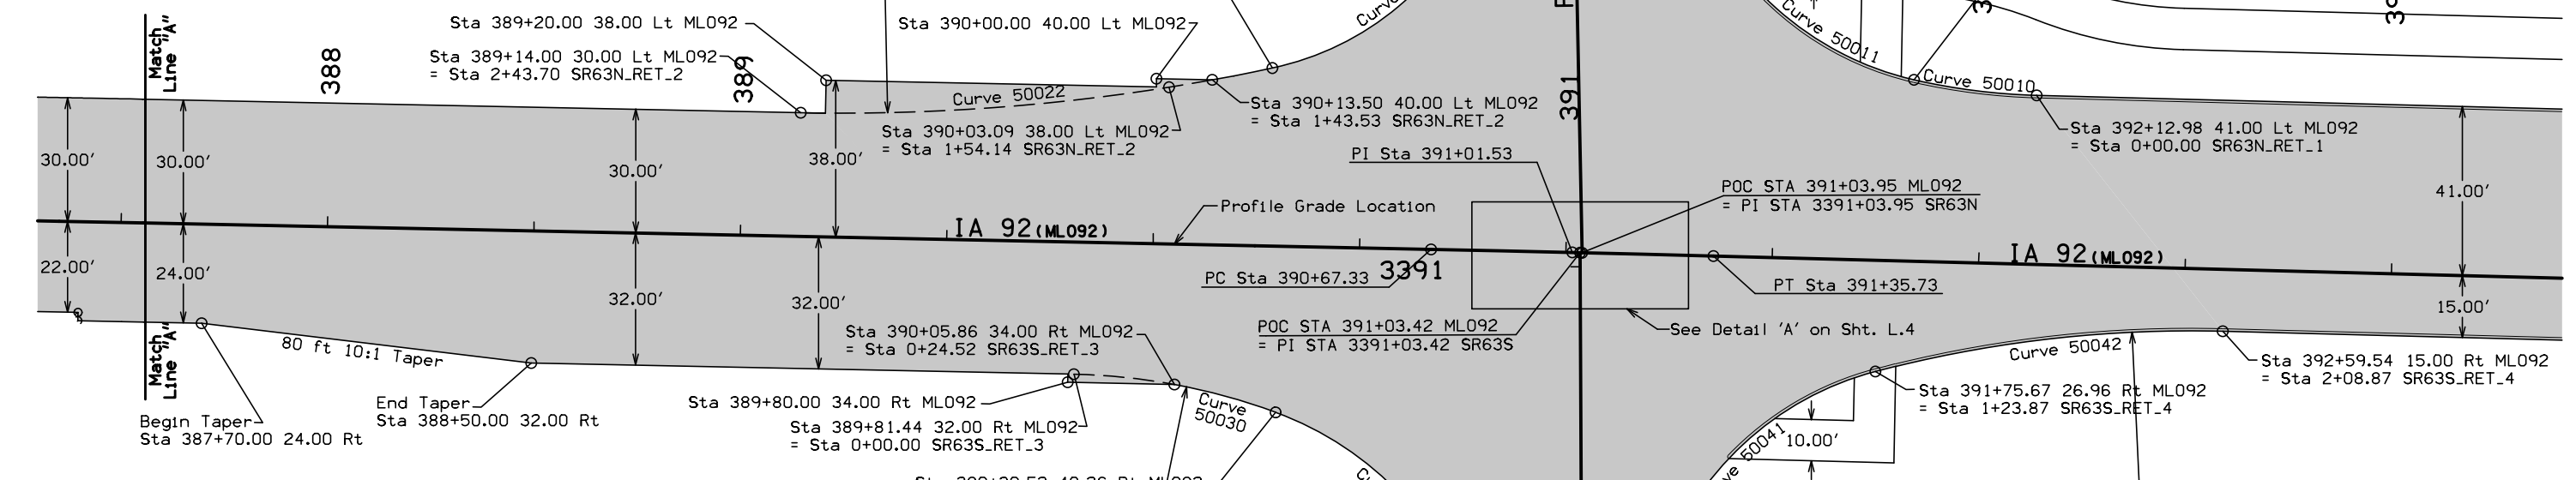 Match
Line "A"
388
Sta 389+20.00 38.00 Lt ML092
Sta 389+14.00 30.00 Lt ML092
= Sta 2+43.70 SR63N_RET_2
389
Sta 390+00.00 40.00 Lt ML092
Curve 50022
Sta 390+03.09 38.00 Lt ML092
= Sta 1+54.14 SR63N_RET_2
Curve
Sta 390+13.50 40.00 Lt ML092
= Sta 1+43.53 SR63N_RET_2
391
Curve 50011
Curve 50010
Sta 392+12.98 41.00 Lt ML092
= Sta 0+00.00 SR63N_RET_1
30.00'
30.00'
30.00'
38.00'
PI Sta 391+01.53
POC STA 391+03.95 ML092
= PI STA 3391+03.95 SR63N
41.00'
Profile Grade Location
IA 92 (ML092)
IA 92 (ML092)
22.00'
24.00'
32.00'
32.00'
PC Sta 390+67.33
3391
PT Sta 391+35.73
15.00'
POC STA 391+03.42 ML092
= PI STA 3391+03.42 SR63S
See Detail 'A' on Sht. L.4
Match
Line "A"
80 ft 10:1 Taper
Sta 390+05.86 34.00 Rt ML092
= Sta 0+24.52 SR63S_RET_3
Curve 50042
Sta 392+59.54 15.00 Rt ML092
= Sta 2+08.87 SR63S_RET_4
Begin Taper
Sta 387+70.00 24.00 Rt
End Taper
Sta 388+50.00 32.00 Rt
Sta 389+80.00 34.00 Rt ML092
Sta 389+81.44 32.00 Rt ML092
= Sta 0+00.00 SR63S_RET_3
Curve
50030
Sta 391+75.67 26.96 Rt ML092
= Sta 1+23.87 SR63S_RET_4
50041
10.00'